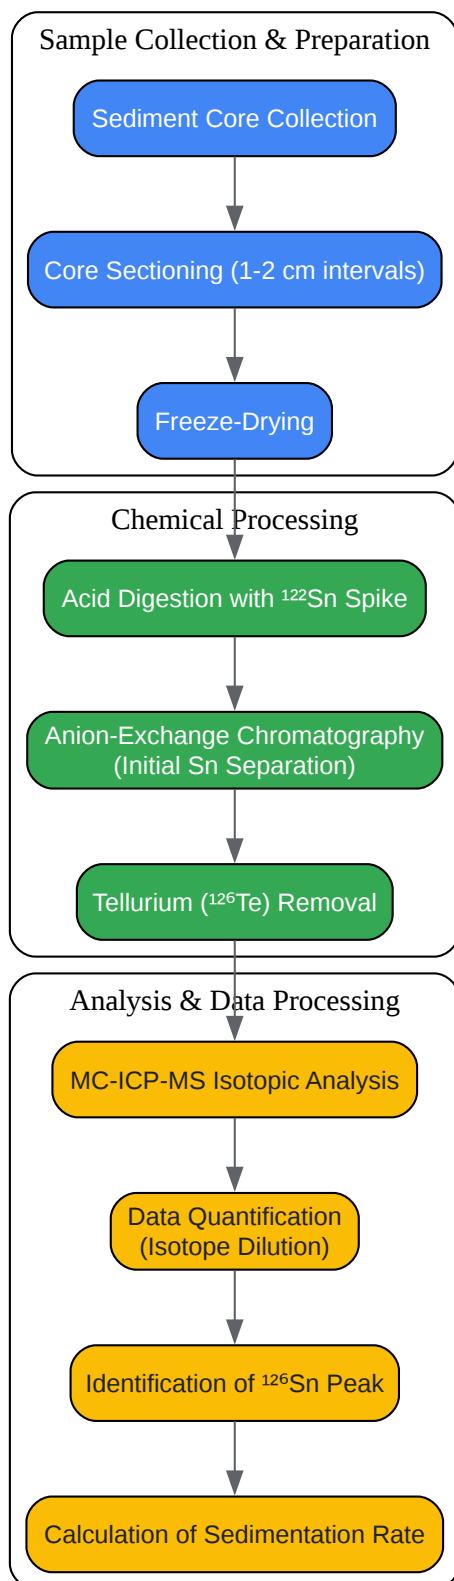 Sample Collection & Preparation
Sediment Core Collection
Core Sectioning (1-2 cm intervals)
Freeze-Drying
Chemical Processing
Acid Digestion with ¹²²Sn Spike
Anion-Exchange Chromatography
(Initial Sn Separation)
Tellurium (¹²⁶Te) Removal
Analysis & Data Processing
MC-ICP-MS Isotopic Analysis
Data Quantification
(Isotope Dilution)
Identification of ¹²⁶Sn Peak
Calculation of Sedimentation Rate